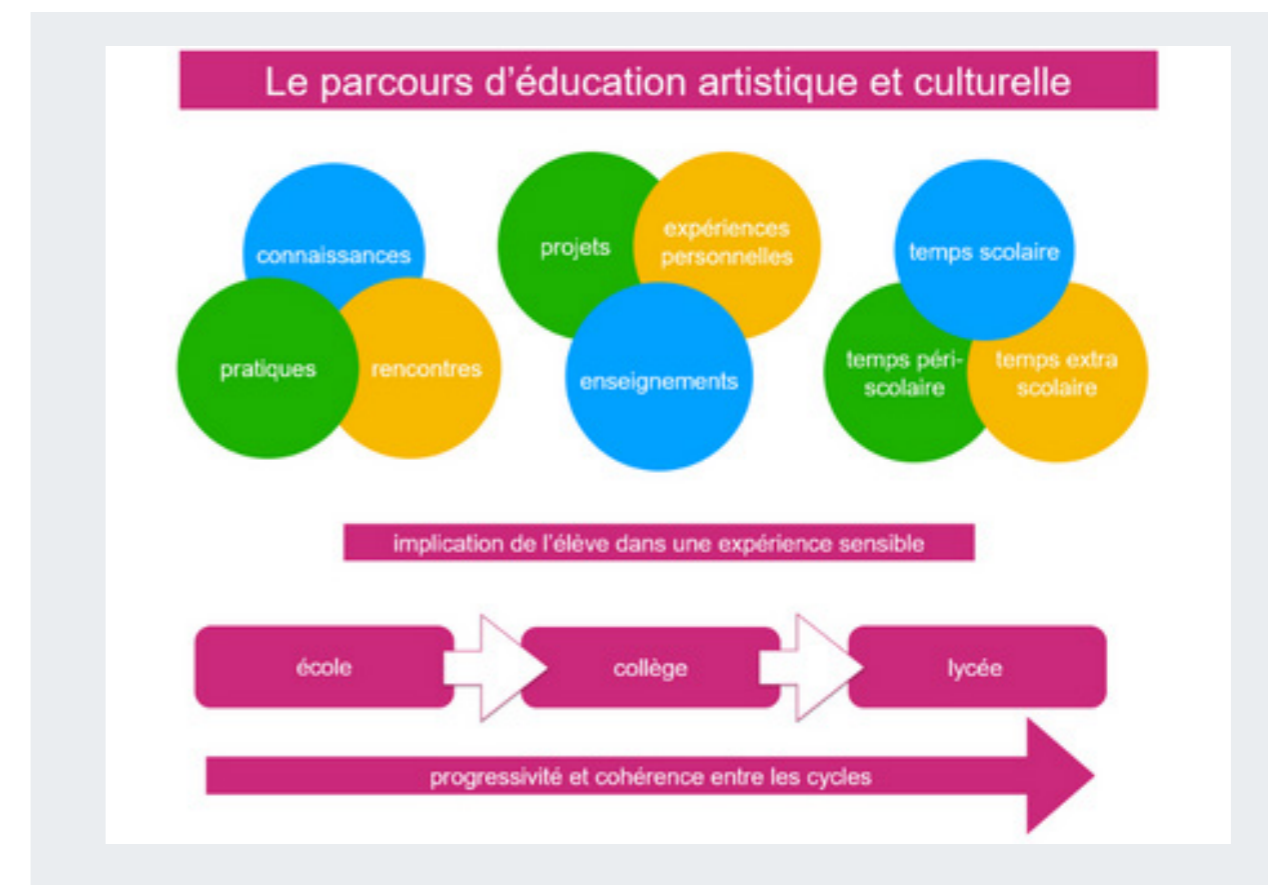 Le parcours d'éducation artistique et culturelle
connaissances
pratiques
rencontres
projets
expériences
personnelles
enseignements
temps scolaire
temps péri-
scolaire
temps extra
scolaire
implication de l'élève dans une expérience sensible
école
collège
lycée
progressivité et cohérence entre les cycles